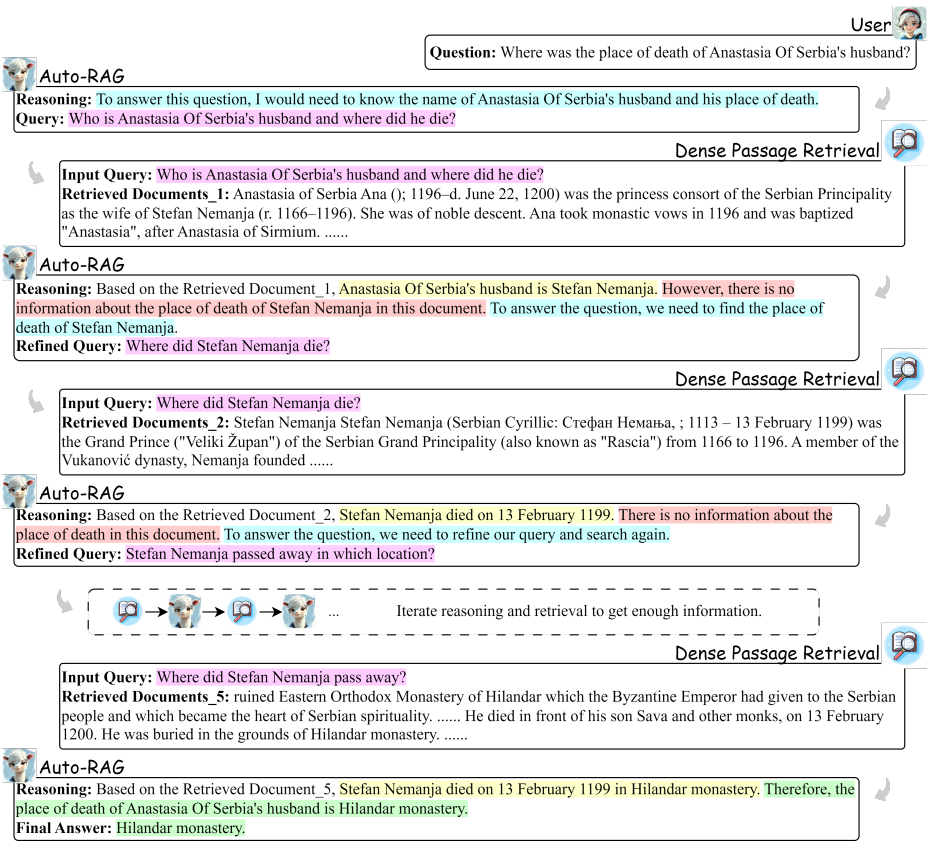 User
Question: Where was the place of death of Anastasia Of Serbia's husband?
Auto-RAG
Reasoning: To answer this question, I would need to know the name of Anastasia Of Serbia's husband and his place of death.
Query: Who is Anastasia Of Serbia's husband and where did he die?
Dense Passage Retrieval
Input Query: Who is Anastasia Of Serbia's husband and where did he die?
Retrieved Documents_1: Anastasia of Serbia Ana (); 1196–d. June 22, 1200) was the princess consort of the Serbian Principality
as the wife of Stefan Nemanja (r. 1166–1196). She was of noble descent. Ana took monastic vows in 1196 and was baptized
"Anastasia", after Anastasia of Sirmium. ......
Auto-RAG
Reasoning: Based on the Retrieved Document_1, Anastasia Of Serbia's husband is Stefan Nemanja. However, there is no
information about the place of death of Stefan Nemanja in this document. To answer the question, we need to find the place of
death of Stefan Nemanja.
Refined Query: Where did Stefan Nemanja die?
Dense Passage Retrieval
Input Query: Where did Stefan Nemanja die?
Retrieved Documents_2: Stefan Nemanja Stefan Nemanja (Serbian Cyrillic: Стефан Немања, ; 1113 – 13 February 1199) was
the Grand Prince ("Veliki Župan") of the Serbian Grand Principality (also known as "Rascia") from 1166 to 1196. A member of the
Vukanović dynasty, Nemanja founded ......
Auto-RAG
Reasoning: Based on the Retrieved Document_2, Stefan Nemanja died on 13 February 1199. There is no information about the
place of death in this document. To answer the question, we need to refine our query and search again.
Refined Query: Stefan Nemanja passed away in which location?
... Iterate reasoning and retrieval to get enough information.
Dense Passage Retrieval
Input Query: Where did Stefan Nemanja pass away?
Retrieved Documents_5: ruined Eastern Orthodox Monastery of Hilandar which the Byzantine Emperor had given to the Serbian
people and which became the heart of Serbian spirituality. ...... He died in front of his son Sava and other monks, on 13 February
1200. He was buried in the grounds of Hilandar monastery. ......
Auto-RAG
Reasoning: Based on the Retrieved Document_5, Stefan Nemanja died on 13 February 1199 in Hilandar monastery. Therefore, the
place of death of Anastasia Of Serbia's husband is Hilandar monastery.
Final Answer: Hilandar monastery.